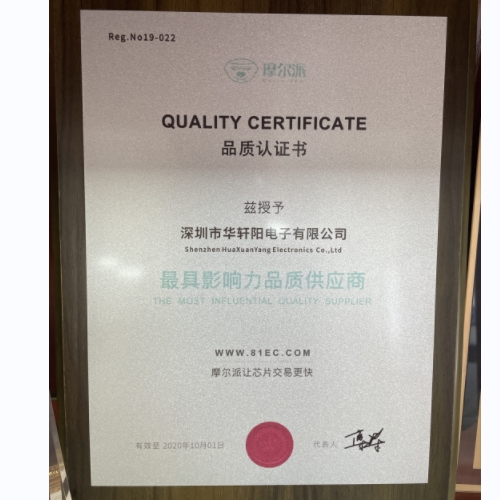 Reg.No19-022
摩尔派
QUALITY CERTIFICATE
品质认证书
兹授予
深圳市华轩阳电子有限公司
Shenzhen HuaXuanYang Electronics Co.,Ltd
最具影响力品质供应商
THE MOST INFLUENTIAL QUALITY SUPPLIER
WWW.81EC.COM
摩尔派让芯片交易更快
有效至 2020年10月01日
代表人